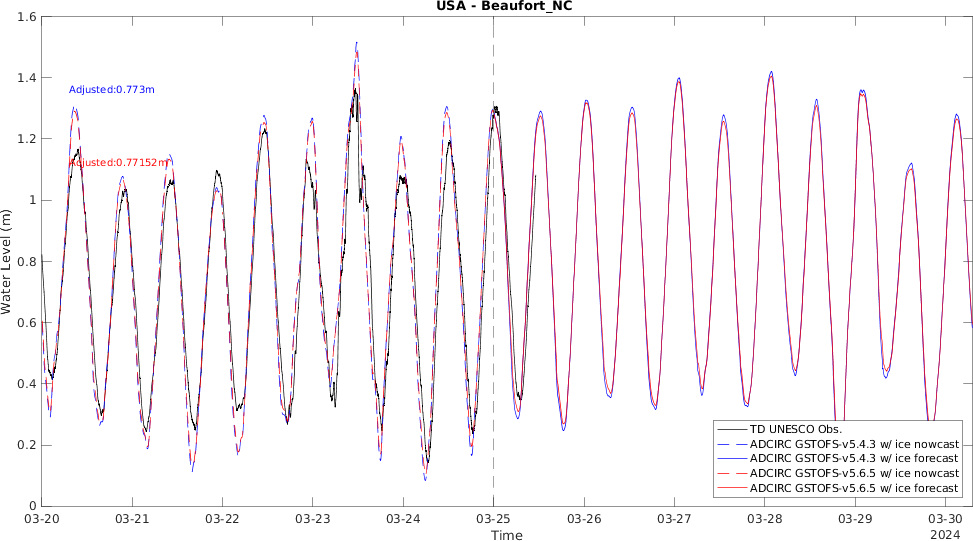 USA - Beaufort_NC
1.6
1.4
1.2
1
0.8
0.6
0.4
0.2
0
Water Level (m)
Adjusted:0.773m
Adjusted:0.77152m
TD UNESCO Obs.
ADCIRC GSTOFS-v5.4.3 w/ ice nowcast
ADCIRC GSTOFS-v5.4.3 w/ ice forecast
ADCIRC GSTOFS-v5.6.5 w/ ice nowcast
ADCIRC GSTOFS-v5.6.5 w/ ice forecast
03-20 03-21 03-22 03-23 03-24 03-25 03-26 03-27 03-28 03-29 03-30
Time
2024